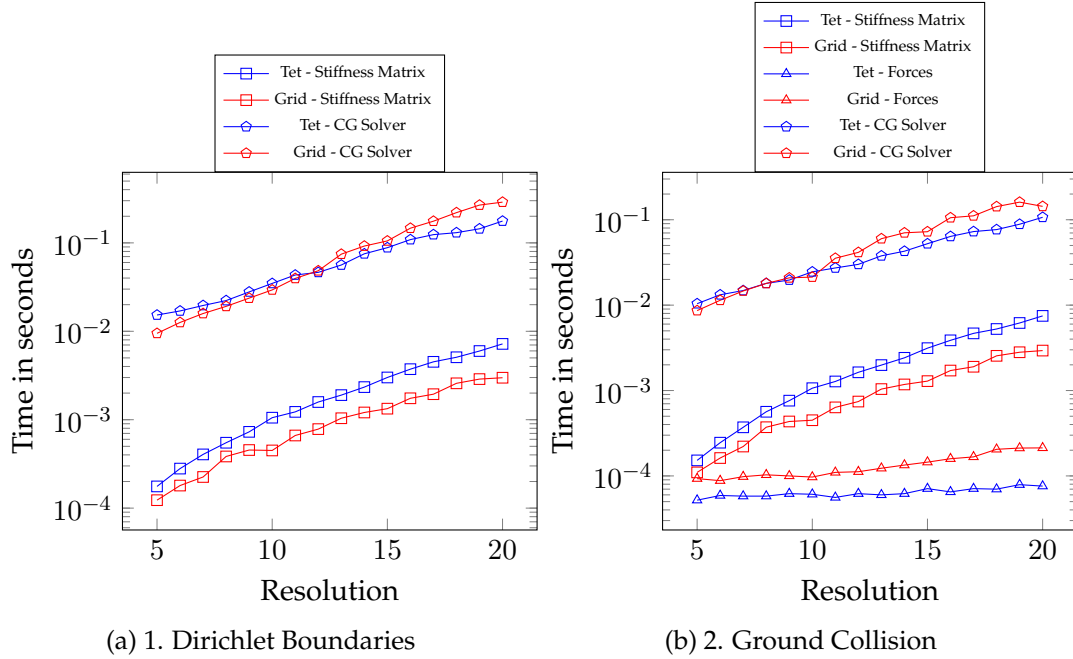 Tet - Stiffness Matrix
Grid - Stiffness Matrix
Tet - CG Solver
Grid - CG Solver
10^−1
10^−2
10^−3
10^−4
Time in seconds
5
10
15
20
Resolution
(a) 1. Dirichlet Boundaries
Tet - Stiffness Matrix
Grid - Stiffness Matrix
Tet - Forces
Grid - Forces
Tet - CG Solver
Grid - CG Solver
10^−1
10^−2
10^−3
10^−4
Time in seconds
5
10
15
20
Resolution
(b) 2. Ground Collision